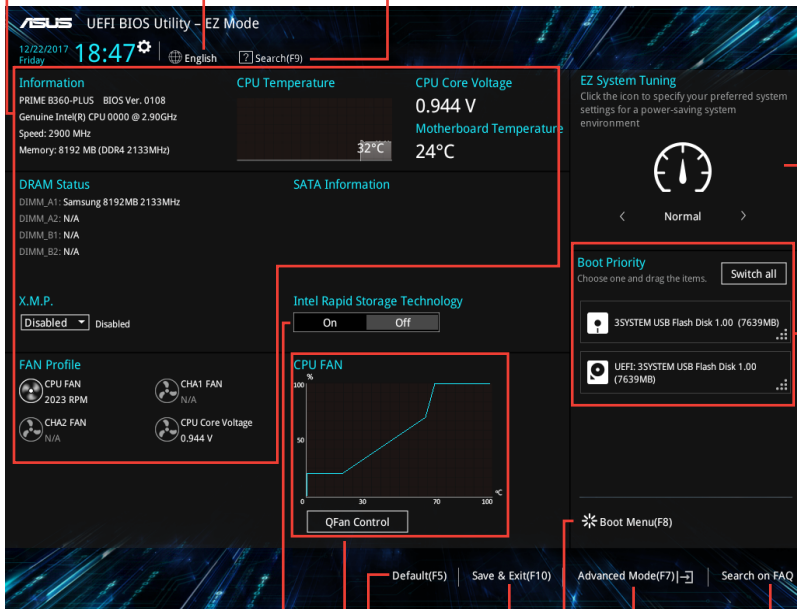 ASUS UEFI BIOS Utility – EZ Mode
12/22/2017
Friday
18:47
English
? Search(F9)
Information
PRIME B360-PLUS BIOS Ver. 0108
Genuine Intel(R) CPU 0000 @ 2.90GHz
Speed: 2900 MHz
Memory: 8192 MB (DDR4 2133MHz)
CPU Temperature
32°C
CPU Core Voltage
0.944 V
Motherboard Temperature
24°C
EZ System Tuning
Click the icon to specify your preferred system
settings for a power-saving system
environment
< Normal >
DRAM Status
DIMM_A1: Samsung 8192MB 2133MHz
DIMM_A2: N/A
DIMM_B1: N/A
DIMM_B2: N/A
SATA Information
Boot Priority
Choose one and drag the items.
Switch all
3SYSTEM USB Flash Disk 1.00 (7639MB)
UEFI: 3SYSTEM USB Flash Disk 1.00
(7639MB)
X.M.P.
Disabled Disabled
Intel Rapid Storage Technology
On Off
FAN Profile
CPU FAN
2023 RPM
CHA1 FAN
N/A
CHA2 FAN
N/A
CPU Core Voltage
0.944 V
CPU FAN
%
100
50
0 30 70 100
°C
QFan Control
Boot Menu(F8)
Default(F5) Save & Exit(F10) Advanced Mode(F7) Search on FAQ